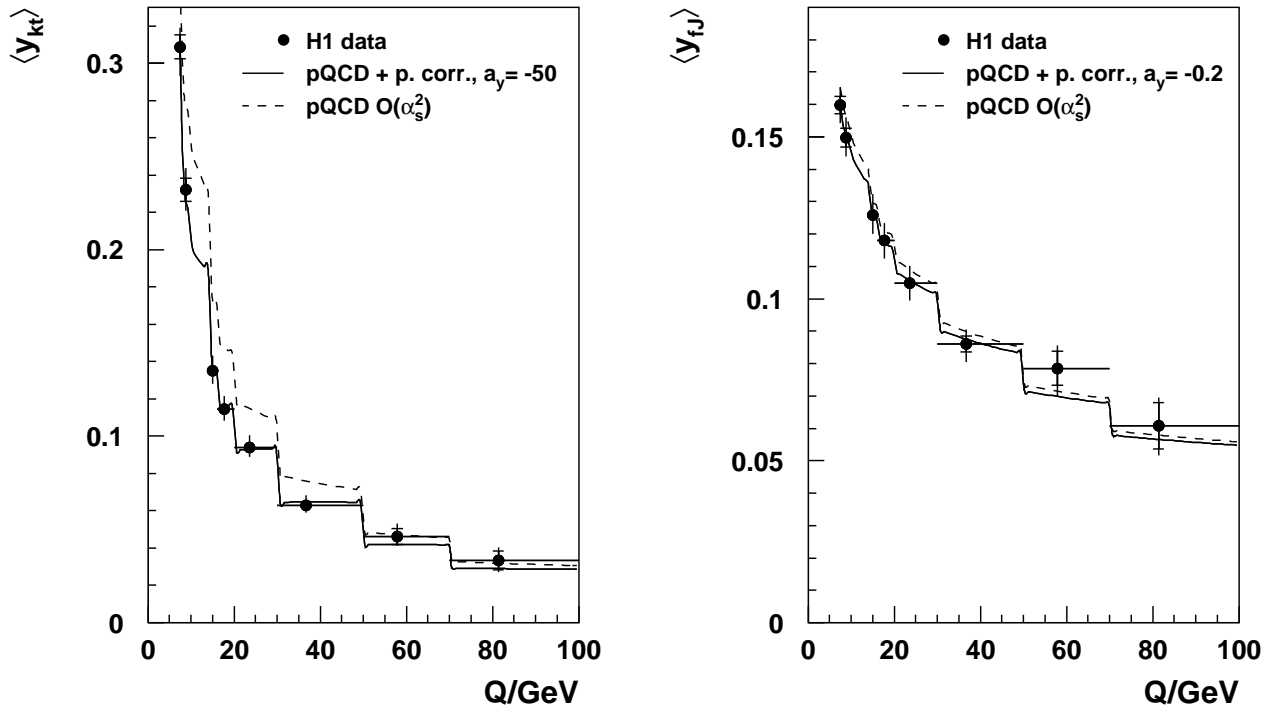 ⟨y_kt⟩
H1 data
pQCD + p. corr., a_y= -50
pQCD O(α_s^2)
0.3
0.2
0.1
0
0 20 40 60 80 100
Q/GeV
⟨y_fJ⟩
H1 data
pQCD + p. corr., a_y= -0.2
pQCD O(α_s^2)
0.15
0.1
0.05
0
0 20 40 60 80 100
Q/GeV